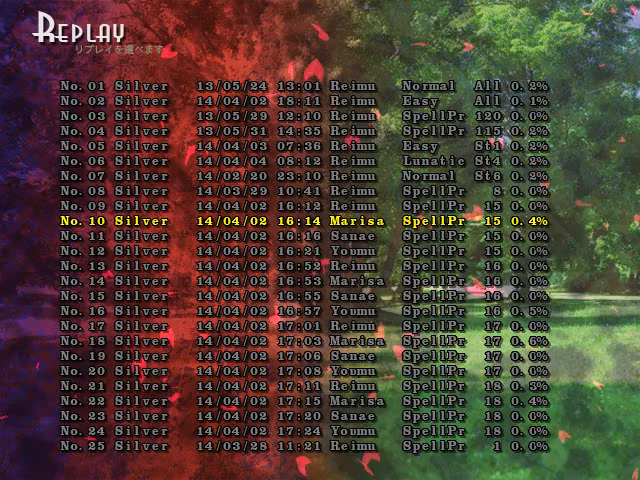 Replay
リプレイを選べます
No. 01 Silver 13/05/24 13:01 Reimu Normal All 0.2%
No. 02 Silver 14/04/02 18:11 Reimu Easy All 0.1%
No. 03 Silver 13/05/29 12:10 Reimu SpellPr 120 0.0%
No. 04 Silver 13/05/31 14:35 Reimu SpellPr 115 0.2%
No. 05 Silver 14/04/03 07:36 Reimu Easy St1 0.2%
No. 06 Silver 14/04/04 08:12 Reimu Lunatic St4 0.2%
No. 07 Silver 14/02/20 23:10 Reimu Normal St6 0.2%
No. 08 Silver 14/03/29 10:41 Reimu SpellPr 8 0.0%
No. 09 Silver 14/04/02 16:12 Reimu SpellPr 15 0.0%
No. 10 Silver 14/04/02 16:14 Marisa SpellPr 15 0.4%
No. 11 Silver 14/04/02 16:16 Sanae SpellPr 15 0.0%
No. 12 Silver 14/04/02 16:21 Youmu SpellPr 15 0.0%
No. 13 Silver 14/04/02 16:52 Reimu SpellPr 16 0.0%
No. 14 Silver 14/04/02 16:53 Marisa SpellPr 16 0.0%
No. 15 Silver 14/04/02 16:55 Sanae SpellPr 16 0.0%
No. 16 Silver 14/04/02 16:57 Youmu SpellPr 16 0.5%
No. 17 Silver 14/04/02 17:01 Reimu SpellPr 17 0.0%
No. 18 Silver 14/04/02 17:03 Marisa SpellPr 17 0.6%
No. 19 Silver 14/04/02 17:06 Sanae SpellPr 17 0.0%
No. 20 Silver 14/04/02 17:08 Youmu SpellPr 17 0.0%
No. 21 Silver 14/04/02 17:11 Reimu SpellPr 18 0.3%
No. 22 Silver 14/04/02 17:15 Marisa SpellPr 18 0.4%
No. 23 Silver 14/04/02 17:20 Sanae SpellPr 18 0.0%
No. 24 Silver 14/04/02 17:24 Youmu SpellPr 18 0.0%
No. 25 Silver 14/03/28 11:21 Reimu SpellPr 1 0.0%